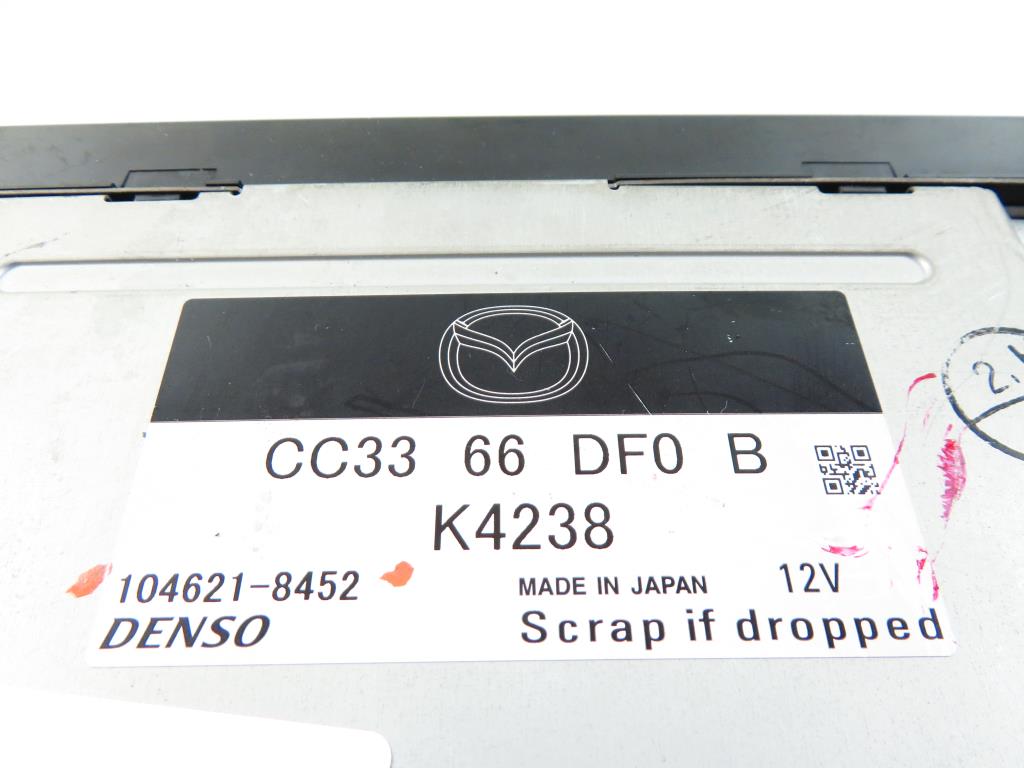 CC33 66 DF0 B
K4238
104621-8452
MADE IN JAPAN 12V
DENSO
Scrap if dropped